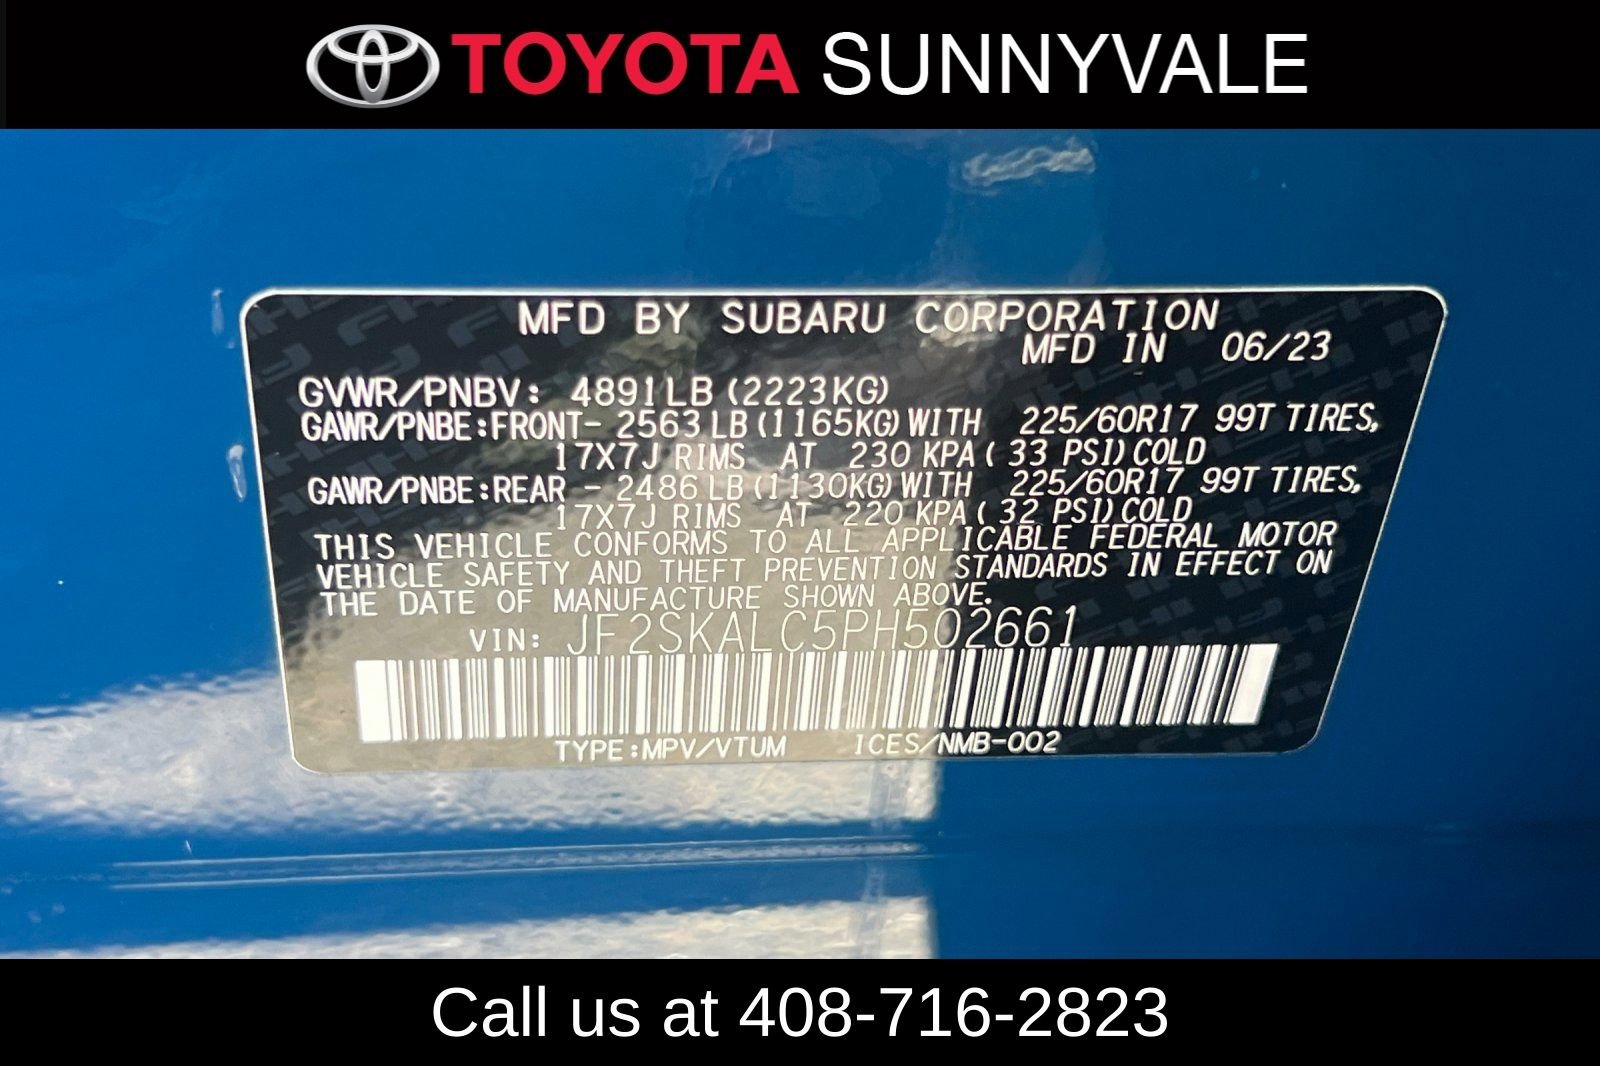 TOYOTA SUNNYVALE
MFD BY SUBARU CORPORATION
MFD IN 06/23
GVWR/PNBV: 4891LB (2223KG)
GAWR/PNBE:FRONT- 2563 LB (1165KG) WITH 225/60R17 99T TIRES,
17X7J RIMS AT 230 KPA ( 33 PSI) COLD
GAWR/PNBE:REAR - 2486 LB (1130KG) WITH 225/60R17 99T TIRES,
17X7J RIMS AT 220 KPA ( 32 PSI) COLD
THIS VEHICLE CONFORMS TO ALL APPLICABLE FEDERAL MOTOR
VEHICLE SAFETY AND THEFT PREVENTION STANDARDS IN EFFECT ON
THE DATE OF MANUFACTURE SHOWN ABOVE.
VIN: JF2SKALC5PH502661
TYPE:MPV/VTUM ICES/NMB-002
Call us at 408-716-2823